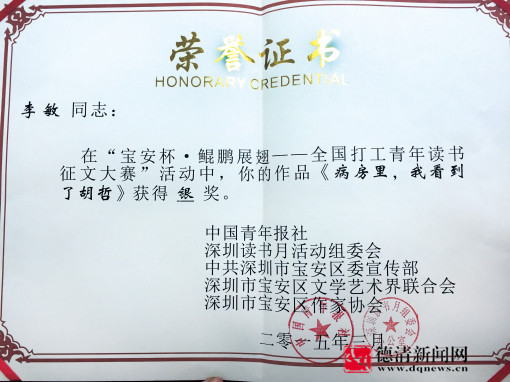 荣誉证书
HONORARY CREDENTIAL
李敏 同志：
在“宝安杯·鲲鹏展翅——全国打工青年读书
征文大赛”活动中，你的作品《病房里，我看到
了胡哲》获得 银 奖。
中国青年报社
深圳读书月活动组委会
中共深圳市宝安区委宣传部
深圳市宝安区文学艺术界联合会
深圳市宝安区作家协会
二零一五年三月
德清新闻网
www.dqnews.cn